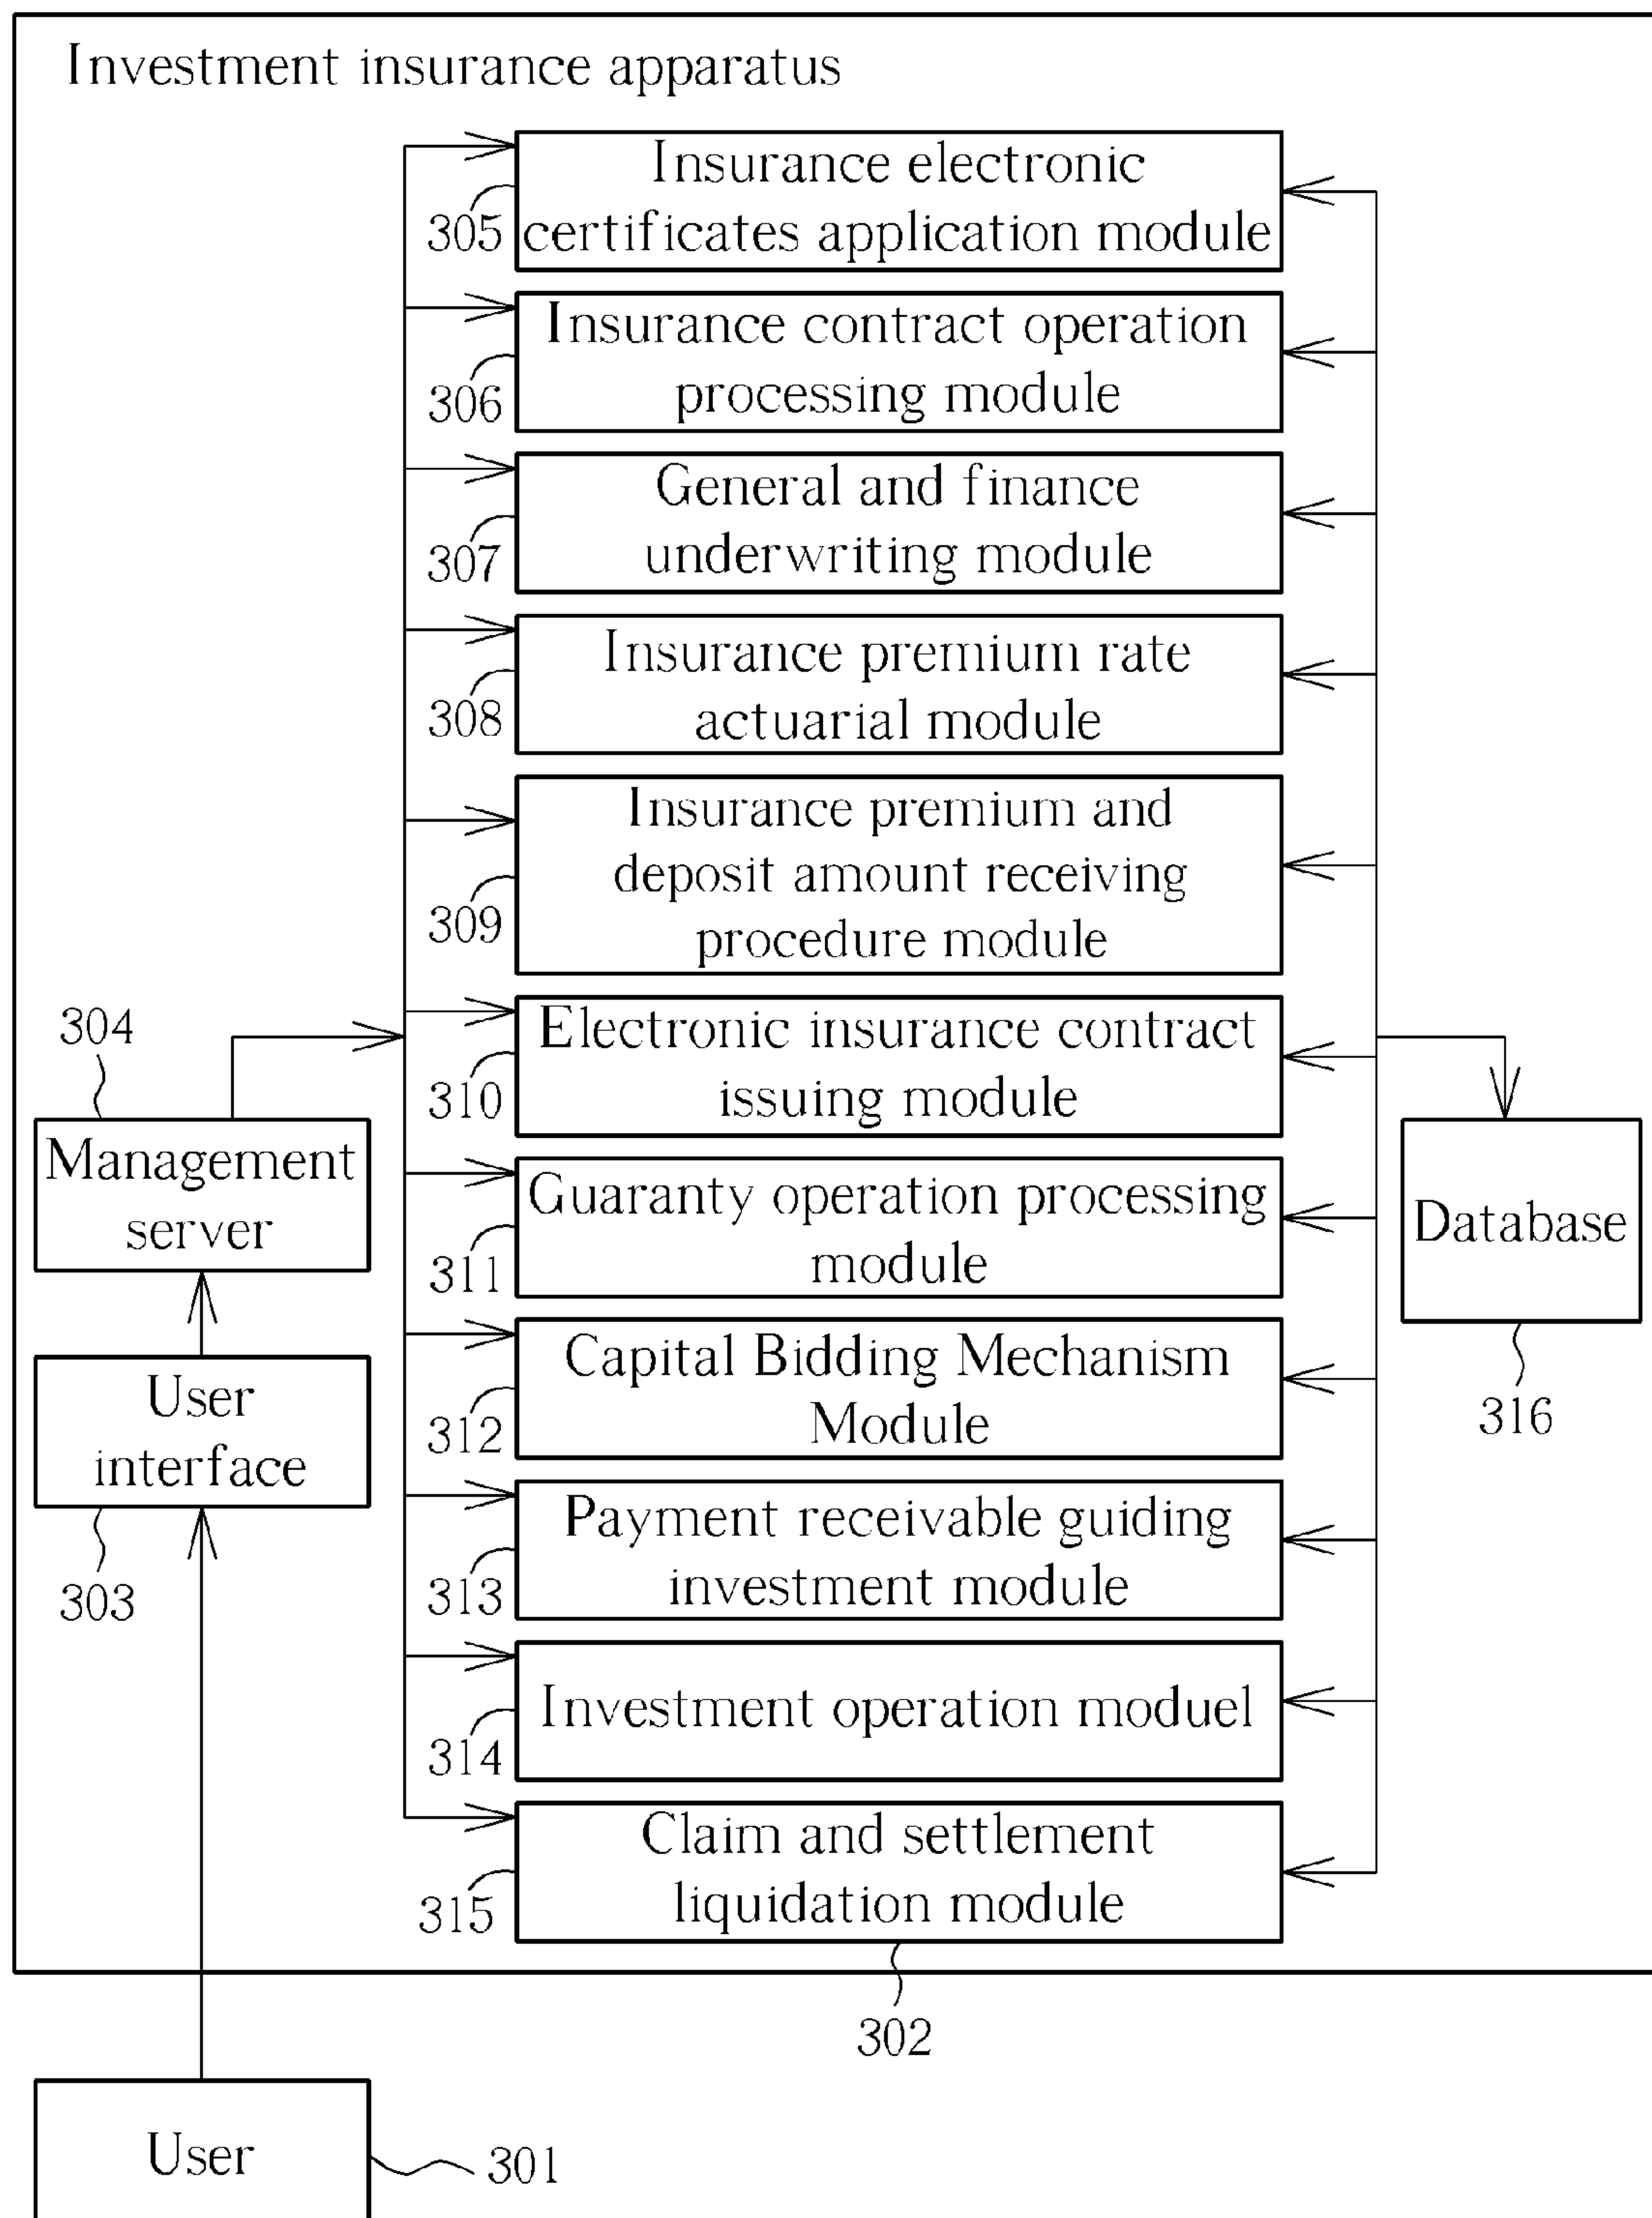 Investment insurance apparatus
Insurance electronic
certificates application module
305
Insurance contract operation
processing module
306
General and finance
underwriting module
307
Insurance premium rate
actuarial module
308
Insurance premium and
deposit amount receiving
procedure module
309
Electronic insurance contract
issuing module
310
Guaranty operation processing
module
311
Capital Bidding Mechanism
Module
312
Payment receivable guiding
investment module
313
Investment operation moduel
314
Claim and settlement
liquidation module
315
304
Management
server
User
interface
303
Database
316
302
User
301